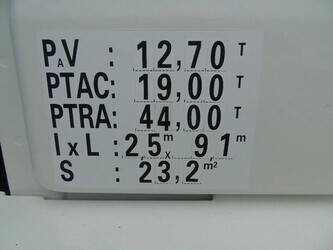 PAV : 12,70 T
PTAC: 19,00 T
PTRA: 44,00 T
I x L : 2,5 m x 9,1 m
S : 23,2 m²